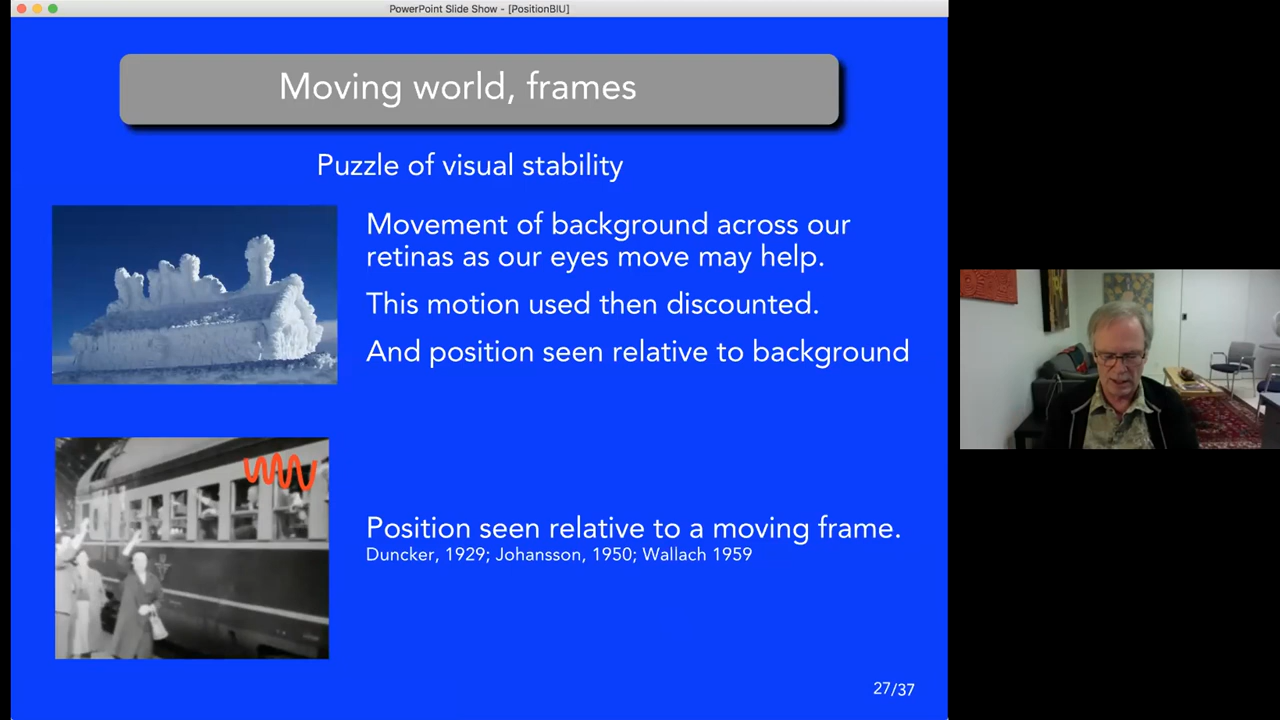 PowerPoint Slide Show - [PositionBIU]
Moving world, frames
Puzzle of visual stability
Movement of background across our
retinas as our eyes move may help.
This motion used then discounted.
And position seen relative to background
Position seen relative to a moving frame.
Duncker, 1929; Johansson, 1950; Wallach 1959
27/37